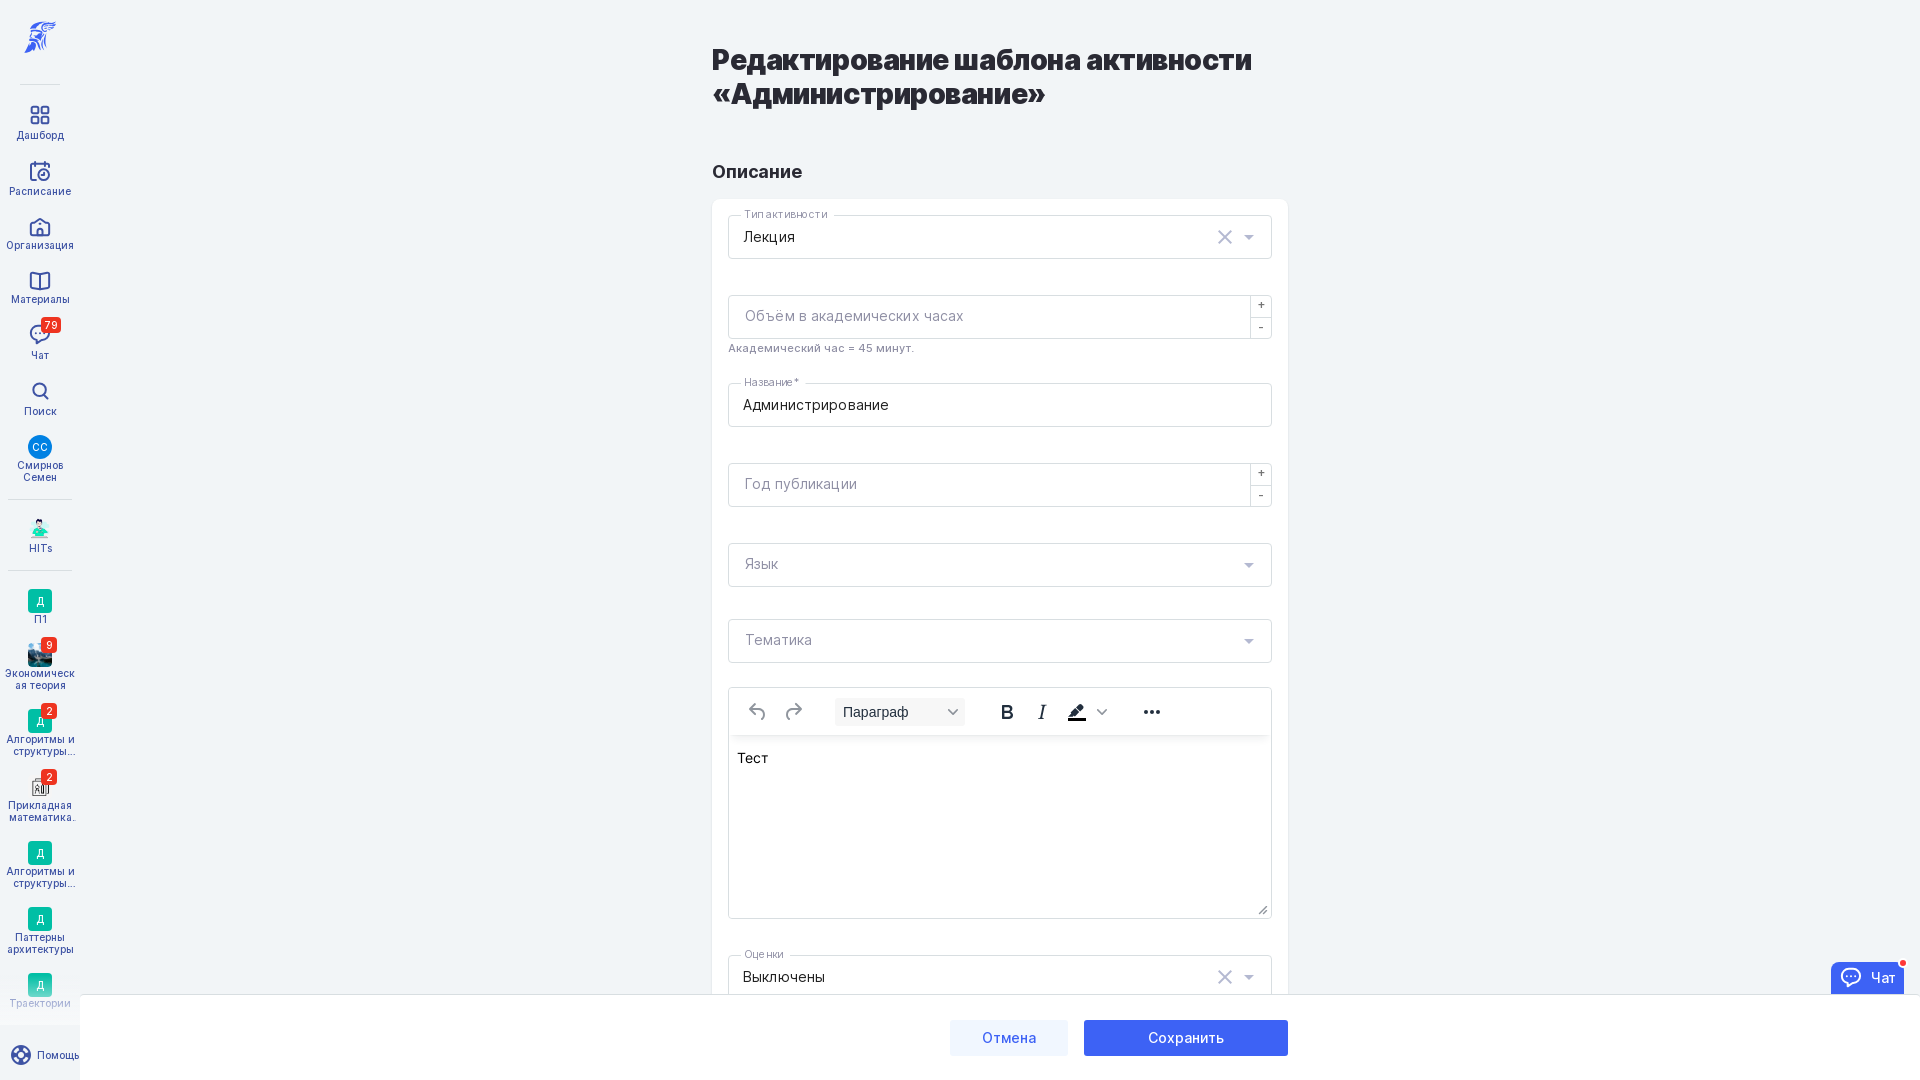 Дашборд
Расписание
Организация
Материалы
79
Чат
Поиск
СС
Смирнов
Семен
HITs
Д
П1
9
Экономическ
ая теория
2
Д
Алгоритмы и
структуры...
2
Прикладная
математика.
Д
Алгоритмы и
структуры...
Д
Паттерны
архитектуры
Д
Траектории
Помощь
Редактирование шаблона активности
«Администрирование»
Описание
Тип активности
Лекция
Объём в академических часах
+
-
Академический час = 45 минут.
Название*
Администрирование
Год публикации
+
-
Язык
Тематика
Параграф
B I
Тест
Оценки
Выключены
Чат
Отмена
Сохранить